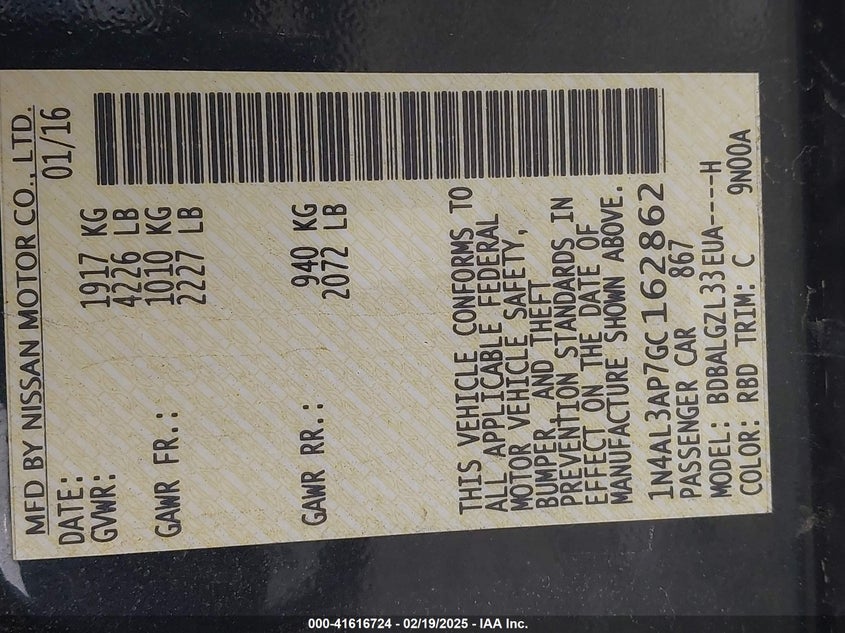 MFD BY NISSAN MOTOR CO., LTD.
DATE: 01/16
GVWR: 1917 KG
4226 LB
GAWR FR.: 1010 KG
2227 LB
GAWR RR.: 940 KG
2072 LB
THIS VEHICLE CONFORMS TO
ALL APPLICABLE FEDERAL
MOTOR VEHICLE SAFETY,
BUMPER, AND THEFT
PREVENTION STANDARDS IN
EFFECT ON THE DATE OF
MANUFACTURE SHOWN ABOVE.
1N4AL3AP7GC162862
PASSENGER CAR 867
MODEL: BDBALGZL33EUA----H
COLOR: RBD TRIM: C 9N00A
000-41616724 - 02/19/2025 - IAA Inc.